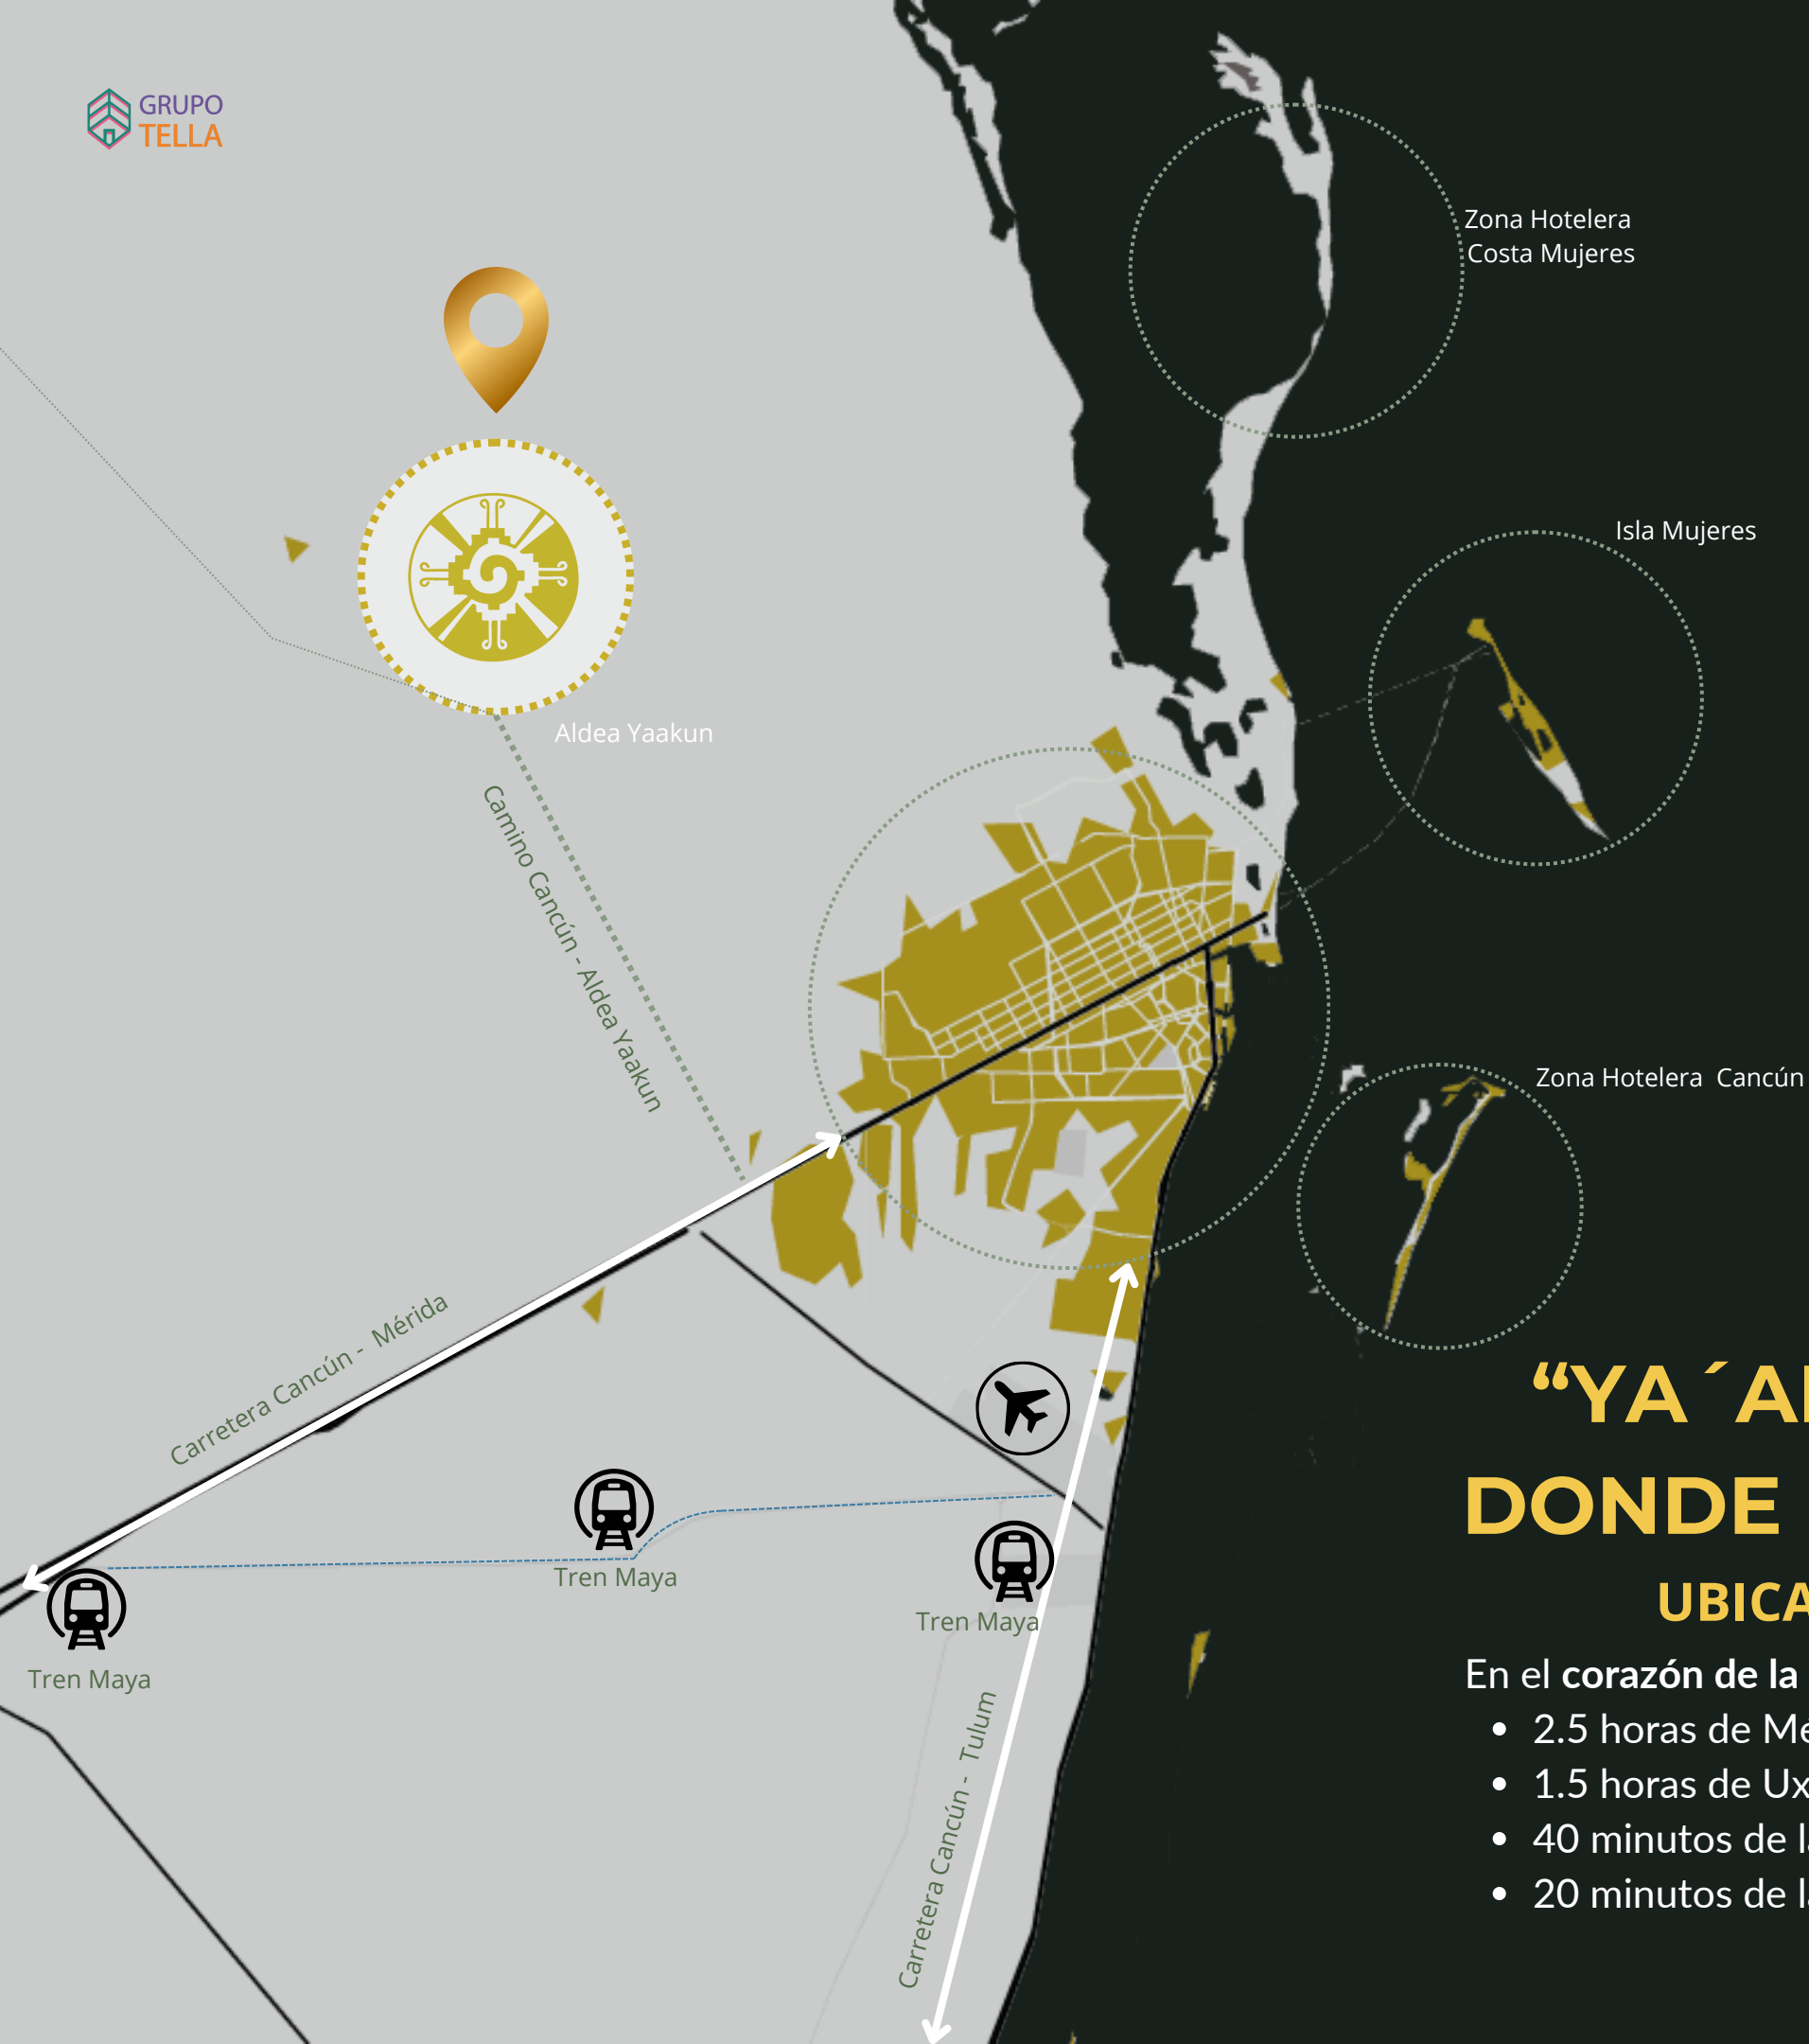 GRUPO
TELLA
Zona Hotelera
Costa Mujeres
Isla Mujeres
Aldea Yaakun
Camino Cancún - Aldea Yaakun
Zona Hotelera Cancún
Carretera Cancún - Mérida
Tren Maya
Tren Maya
Tren Maya
Carretera Cancún - Tulum
“YA´A
DONDE
UBICA
En el corazón de la
• 2.5 horas de Mé
• 1.5 horas de Ux
• 40 minutos de l
• 20 minutos de l